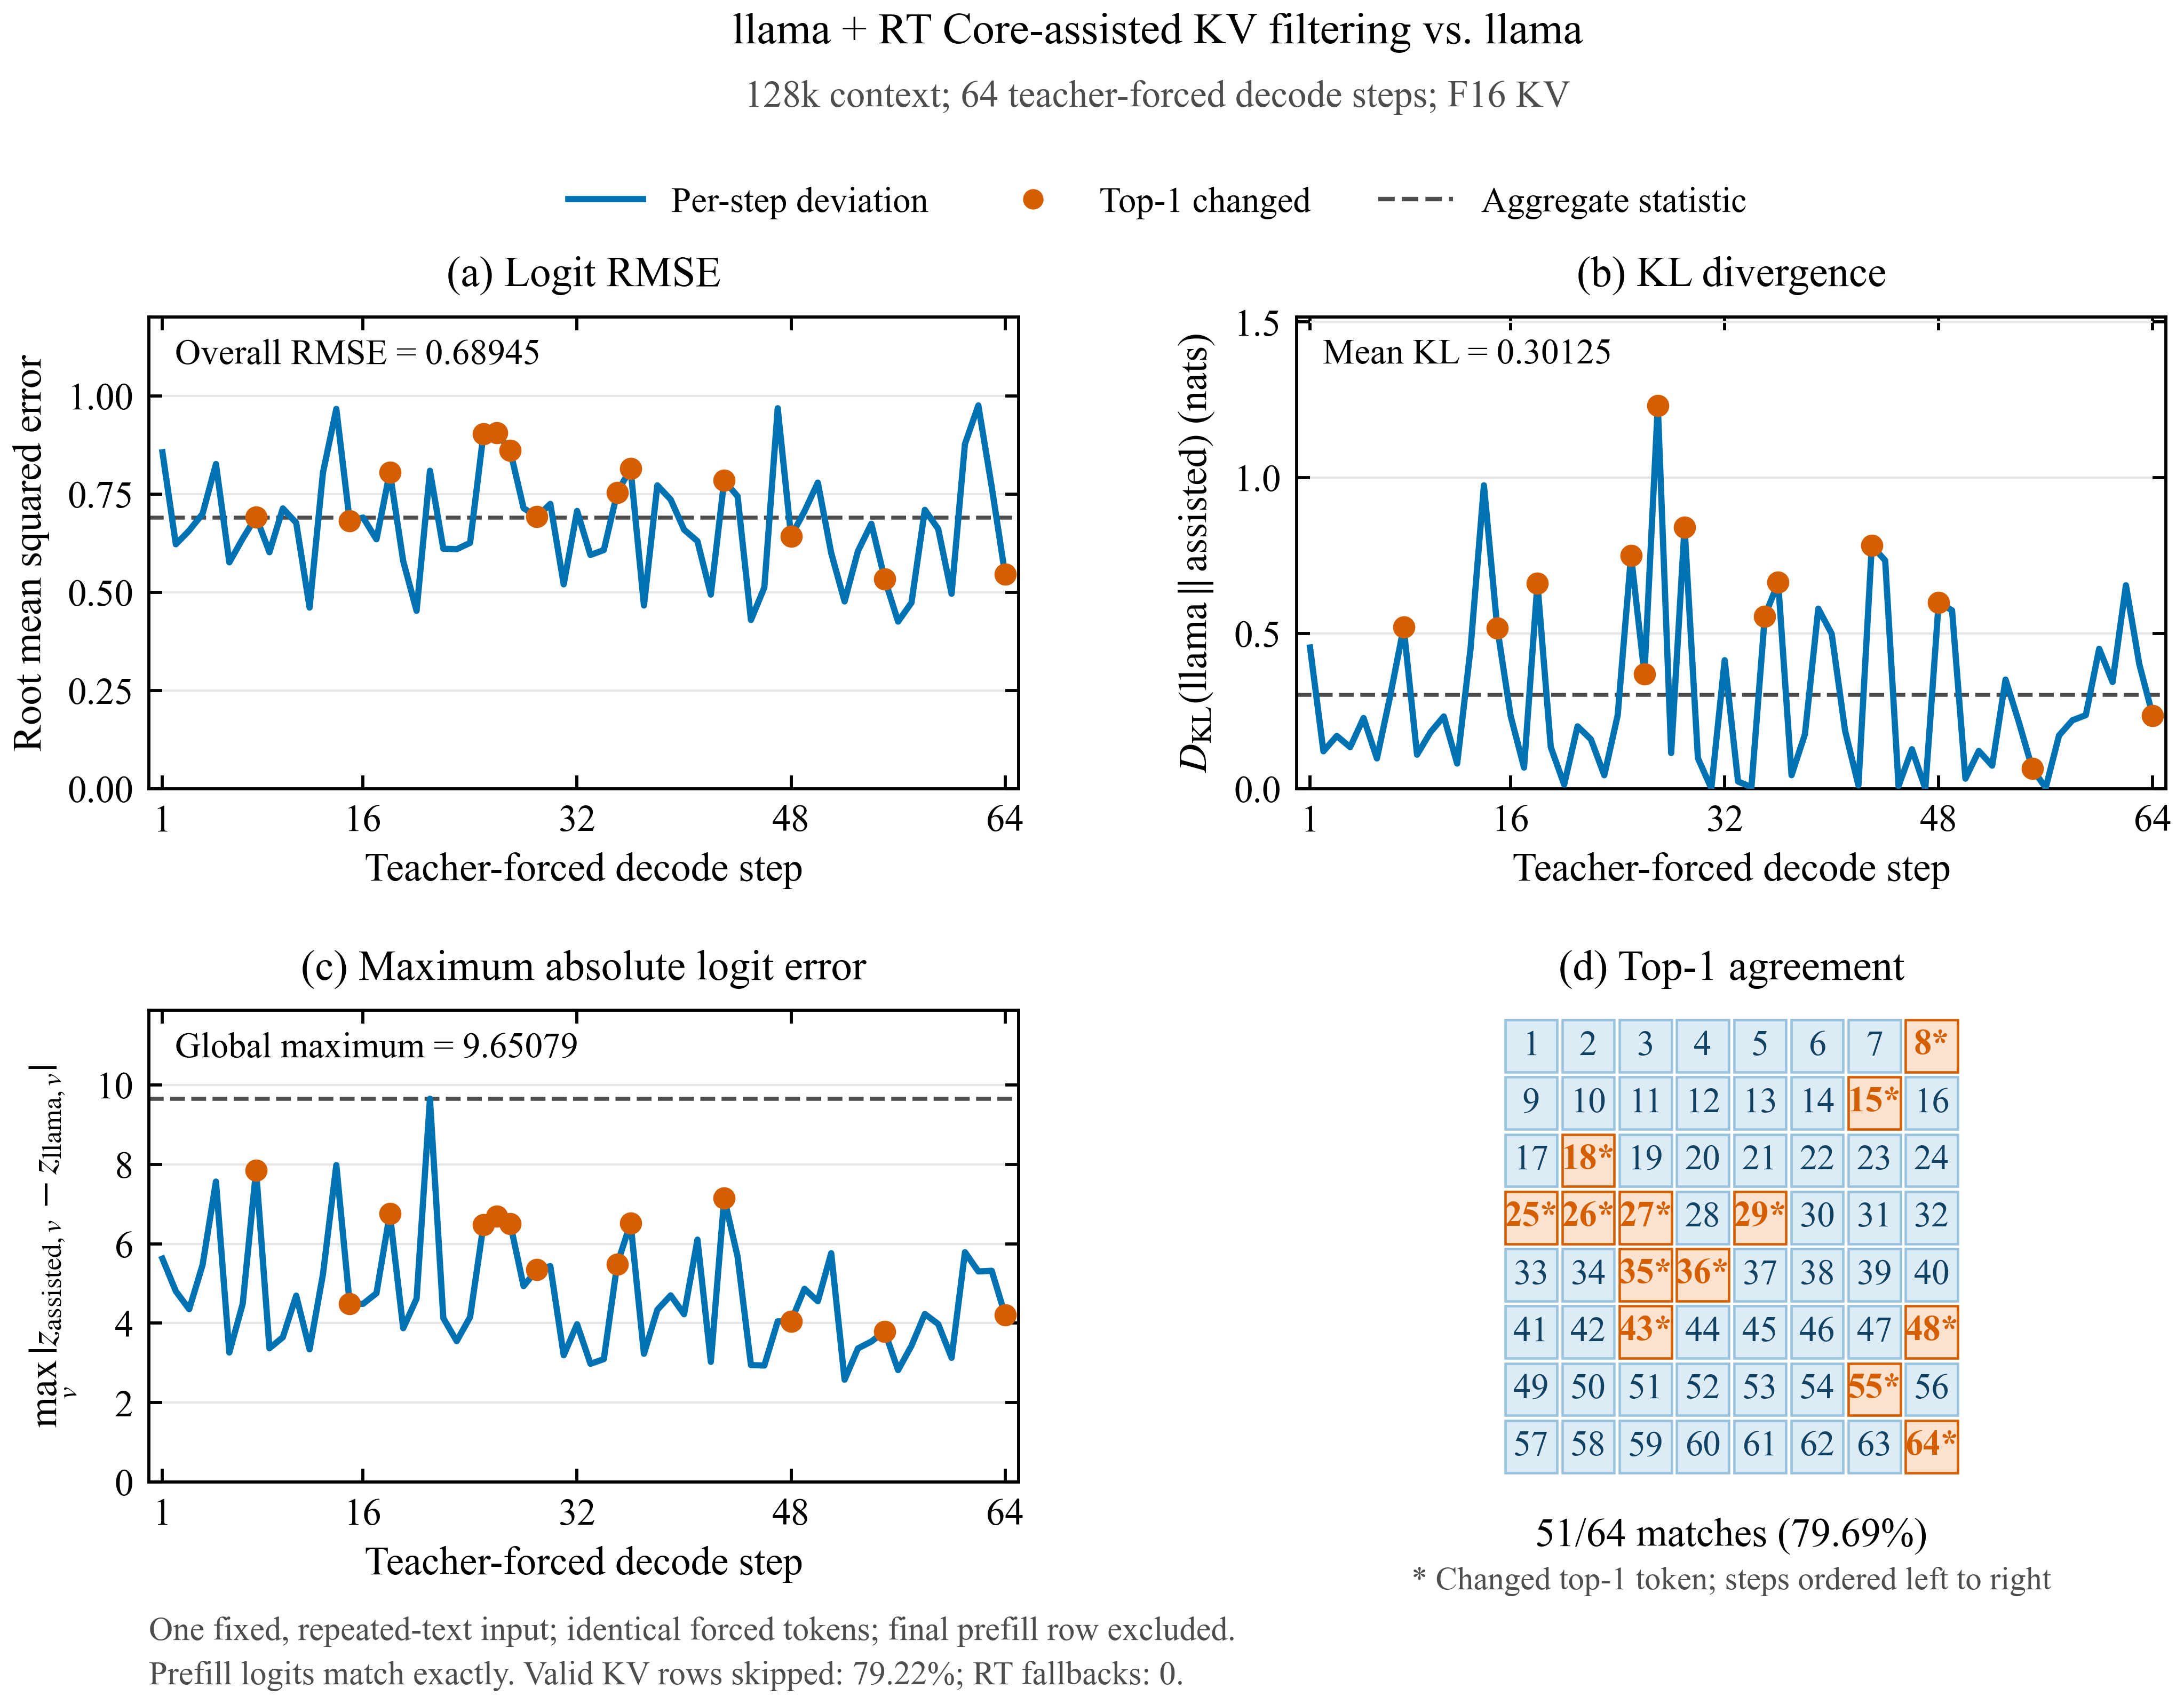 llama + RT Core-assisted KV filtering vs. llama
128k context; 64 teacher-forced decode steps; F16 KV
Per-step deviation
Top-1 changed
Aggregate statistic
(a) Logit RMSE
Overall RMSE = 0.68945
Root mean squared error
1.00
0.75
0.50
0.25
0.00
1 16 32 48 64
Teacher-forced decode step
(b) KL divergence
Mean KL = 0.30125
D_KL(llama || assisted) (nats)
1.5
1.0
0.5
0.0
1 16 32 48 64
Teacher-forced decode step
(c) Maximum absolute logit error
Global maximum = 9.65079
max_v |z_assisted, v − z_llama, v|
10
8
6
4
2
0
1 16 32 48 64
Teacher-forced decode step
(d) Top-1 agreement
1 2 3 4 5 6 7 8*
9 10 11 12 13 14 15* 16
17 18* 19 20 21 22 23 24
25* 26* 27* 28 29* 30 31 32
33 34 35* 36* 37 38 39 40
41 42 43* 44 45 46 47 48*
49 50 51 52 53 54 55* 56
57 58 59 60 61 62 63 64*
51/64 matches (79.69%)
* Changed top-1 token; steps ordered left to right
One fixed, repeated-text input; identical forced tokens; final prefill row excluded.
Prefill logits match exactly. Valid KV rows skipped: 79.22%; RT fallbacks: 0.